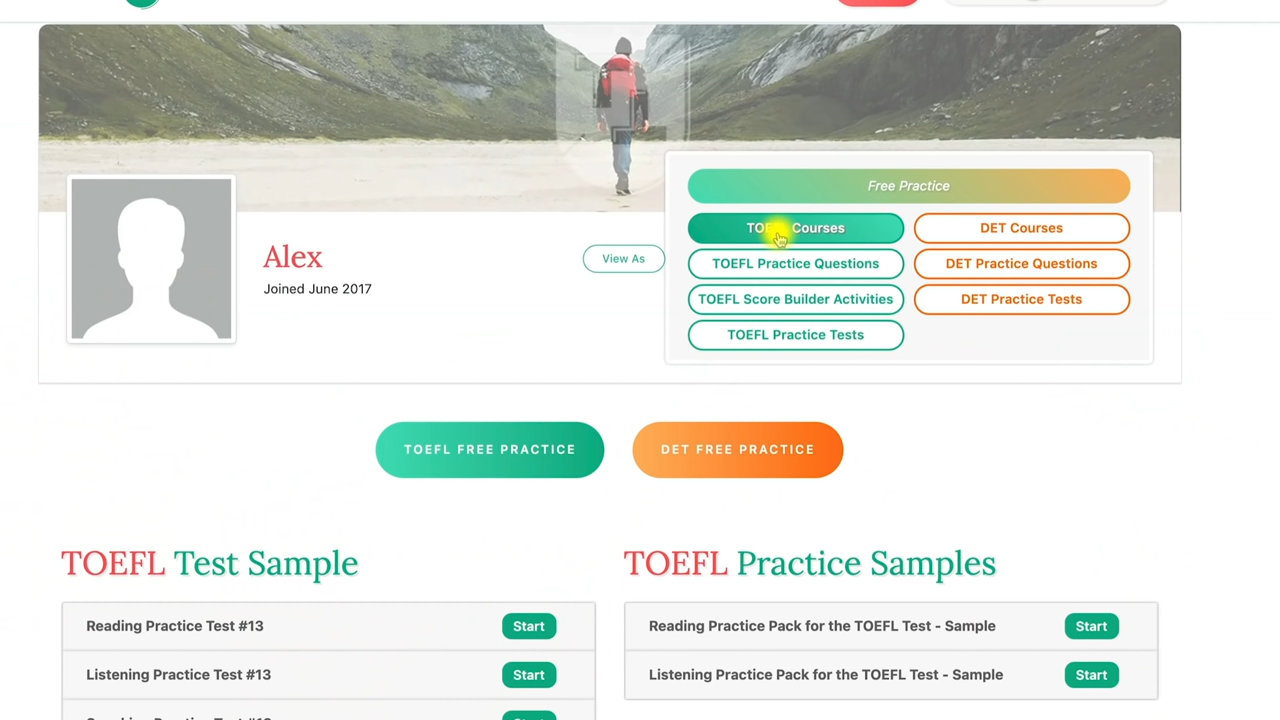 Free Practice
TOEFL Courses
DET Courses
TOEFL Practice Questions
DET Practice Questions
TOEFL Score Builder Activities
DET Practice Tests
TOEFL Practice Tests
Alex
View As
Joined June 2017
TOEFL FREE PRACTICE
DET FREE PRACTICE
TOEFL Test Sample
Reading Practice Test #13
Start
Listening Practice Test #13
Start
TOEFL Practice Samples
Reading Practice Pack for the TOEFL Test - Sample
Start
Listening Practice Pack for the TOEFL Test - Sample
Start